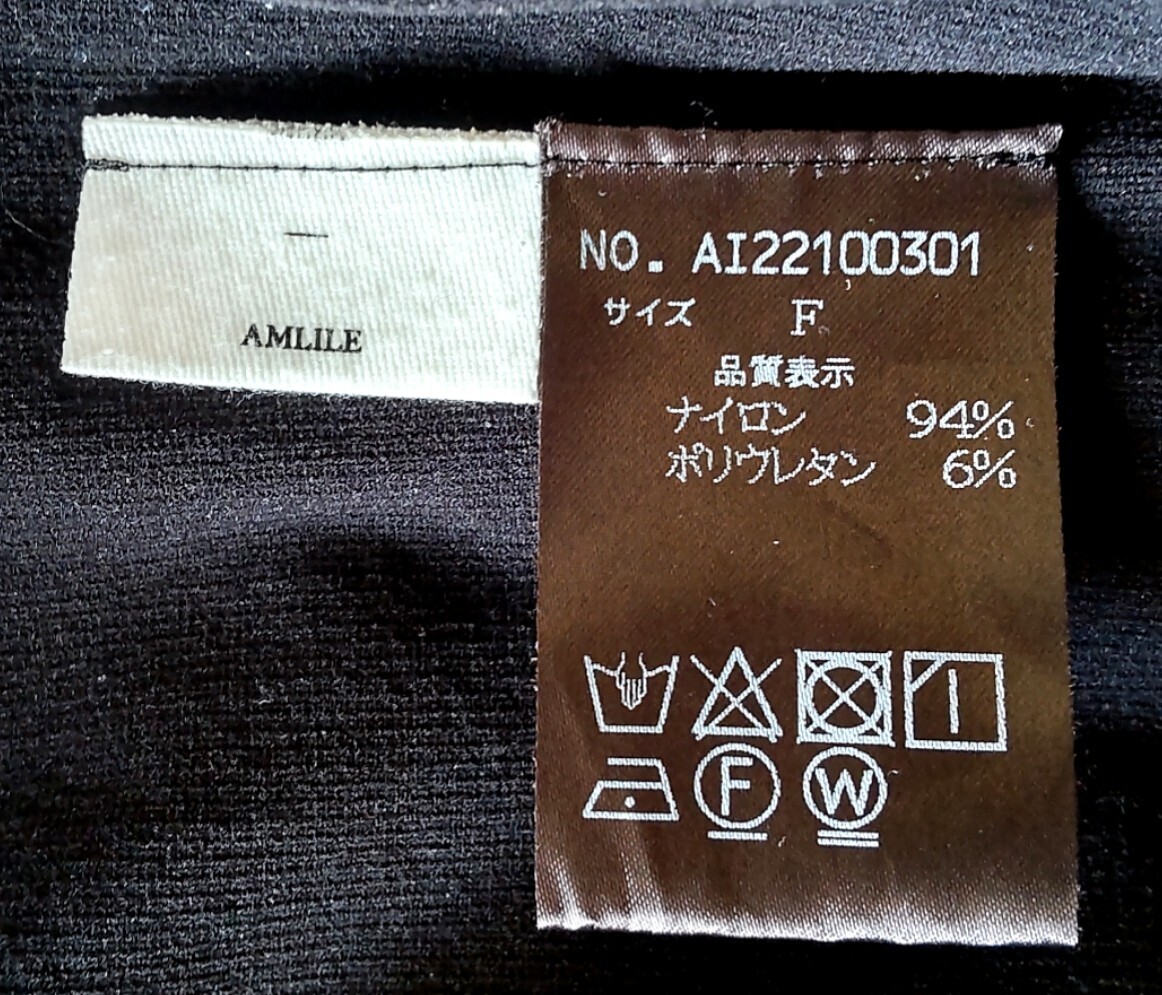 AMLILE
NO. AI22100301
サイズ F
品質表示
ナイロン 94%
ポリウレタン 6%
F W